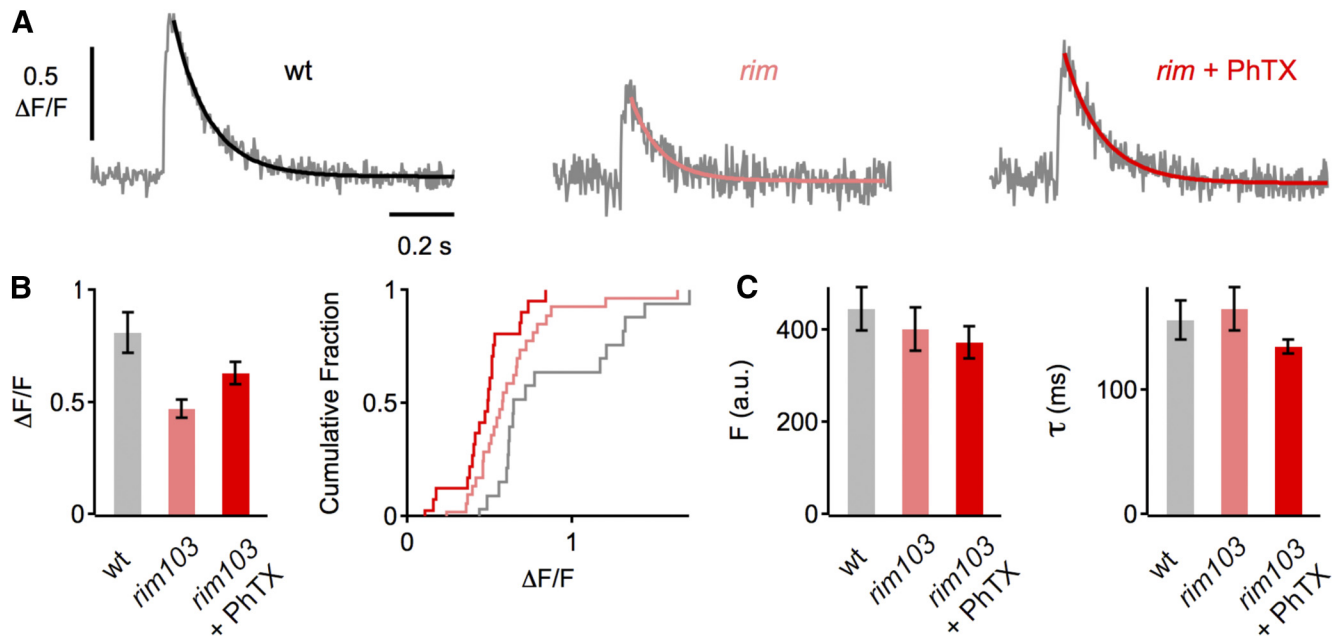 A
0.5
ΔF/F
wt
rim
rim + PhTX
0.2 s
B
1
0.5
0
ΔF/F
wt
rim103
rim103
+ PhTX
1
0.5
0
Cumulative Fraction
0
1
ΔF/F
C
400
200
0
F (a.u.)
wt
rim103
rim103
+ PhTX
100
0
τ (ms)
wt
rim103
rim103
+ PhTX